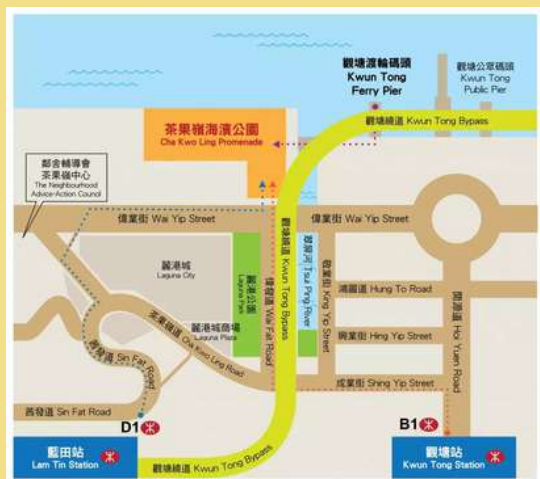 觀塘渡輪碼頭
Kwun Tong
Ferry Pier
觀塘公眾碼頭
Kwun Tong
Public Pier
觀塘繞道 Kwun Tong Bypass
茶果嶺海濱公園
Cha Kwo Ling Promenade
鄰舍輔導會
茶果嶺中心
The Neighbourhood
Advice-Action Council
偉業街 Wai Yip Street
偉業街 Wai Yip Street
麗港城
Laguna City
麗港公園
Laguna Park
偉發道 Wai Fat Road
觀塘繞道 Kwun Tong Bypass
翠屏河 Tsui Ping River
敬業街 King Yip Street
鴻圖道 Hung To Road
開源道 Hoi Yuen Road
興業街 Hing Yip Street
麗港城商場
Laguna Plaza
茶果嶺道 Cha Kwo Ling Road
茜發道 Sin Fat Road
成業街 Shing Yip Street
茜發道 Sin Fat Road
D1
B1
藍田站
Lam Tin Station
觀塘繞道 Kwun Tong Bypass
觀塘站
Kwun Tong Station